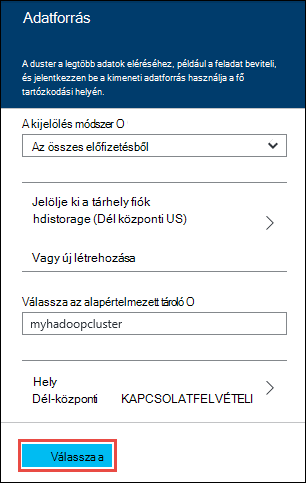 Adatforrás
A duster a legtöbb adatok eléréséhez, például a feladat beviteli,
és jelentkezzen be a kimeneti adatforrás használja a fő
tartózkodási helyén.
A kijelölés módszer O
Az összes előfizetésből
Jelölje ki a tárhely fiók
hdistorage (Dél központi US)
Vagy új létrehozása
Válassza az alapértelmezett tároló O
myhadoopcluster
Hely
Dél-központi KAPCSOLATFELVÉTELI
Válassza a